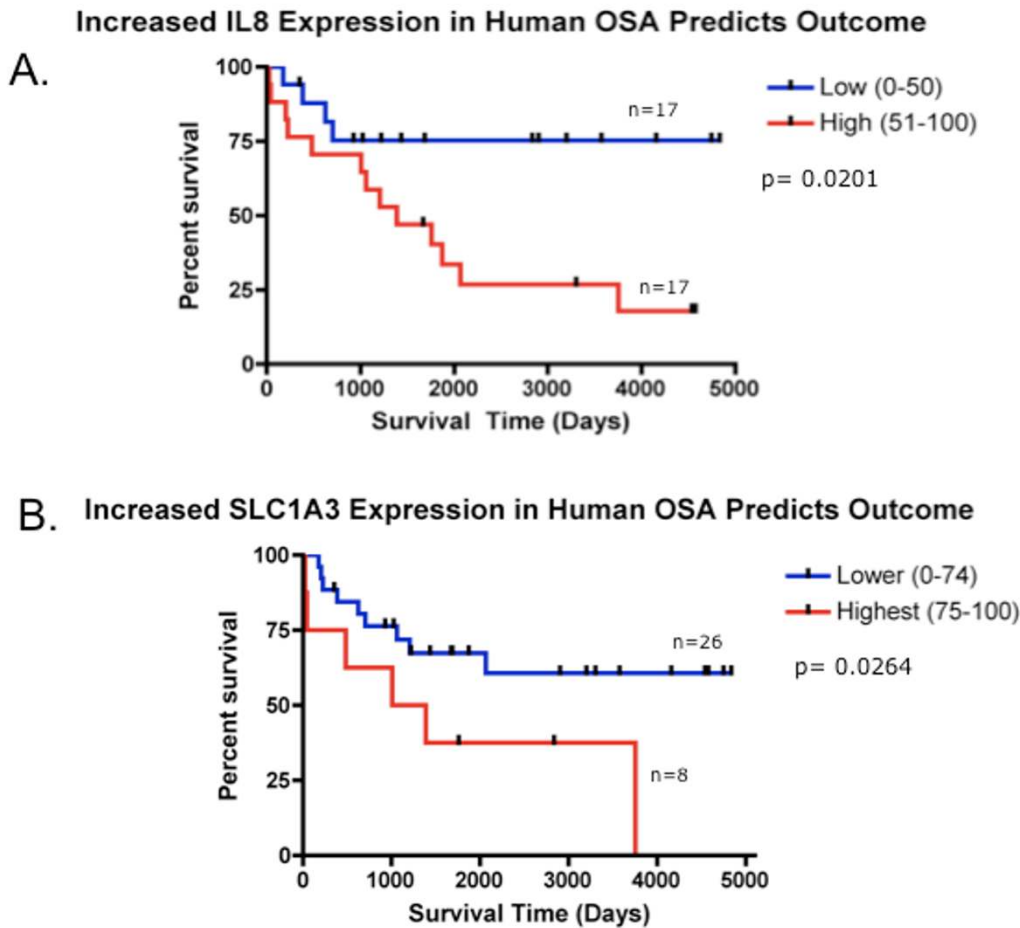 Increased IL8 Expression in Human OSA Predicts Outcome
A.
100
75
50
25
0
Percent survival
n=17
n=17
Low (0-50)
High (51-100)
p= 0.0201
0 1000 2000 3000 4000 5000
Survival Time (Days)
B.
Increased SLC1A3 Expression in Human OSA Predicts Outcome
100
75
50
25
0
Percent survival
n=26
n=8
Lower (0-74)
Highest (75-100)
p= 0.0264
0 1000 2000 3000 4000 5000
Survival Time (Days)